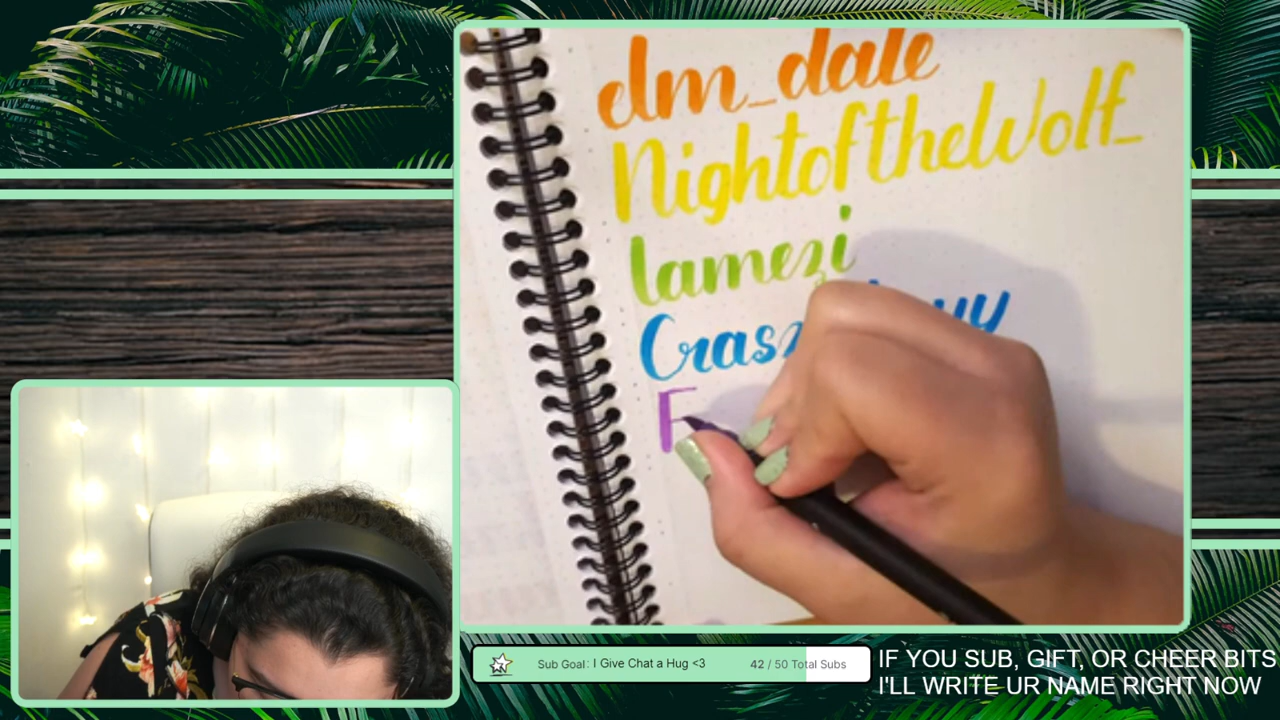 elm_dale
NightoftheWolf_
lamezi
F
Sub Goal: I Give Chat a Hug <3
42 / 50 Total Subs
IF YOU SUB, GIFT, OR CHEER BITS
I'LL WRITE UR NAME RIGHT NOW